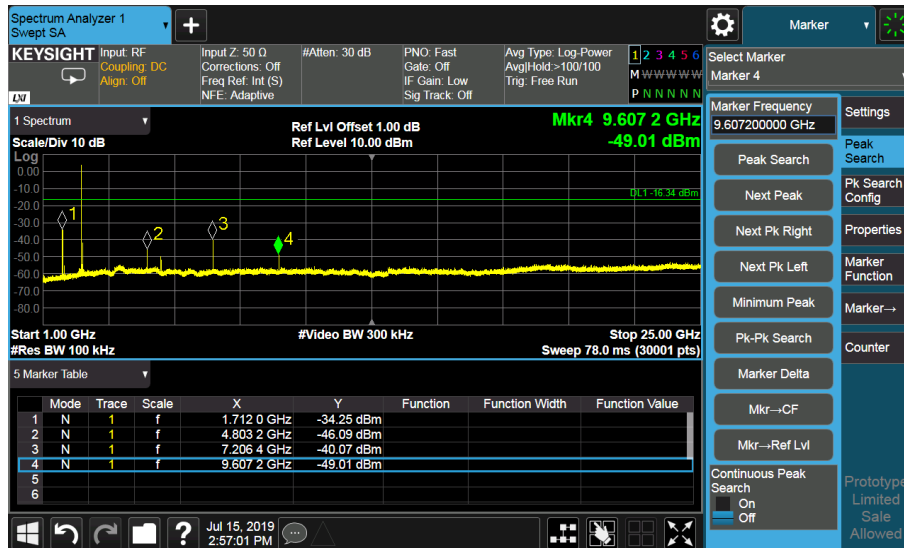 Spectrum Analyzer 1
Swept SA
+
Marker
KEYSIGHT
Input: RF
Coupling: DC
Align: Off
Input Z: 50 Ω
Corrections: Off
Freq Ref: Int (S)
NFE: Adaptive
#Atten: 30 dB
PNO: Fast
Gate: Off
IF Gain: Low
Sig Track: Off
Avg Type: Log-Power
Avg|Hold:>100/100
Trig: Free Run
1 2 3 4 5 6
M W W W W W
P N N N N N
LXI
Select Marker
Marker 4
1 Spectrum
Scale/Div 10 dB
Ref Lvl Offset 1.00 dB
Ref Level 10.00 dBm
Mkr4 9.607 2 GHz
-49.01 dBm
Log
0.00
-10.0
-20.0
-30.0
-40.0
-50.0
-60.0
-70.0
-80.0
DL1 -16.34 dBm
1
2
3
4
Start 1.00 GHz
#Res BW 100 kHz
#Video BW 300 kHz
Stop 25.00 GHz
Sweep 78.0 ms (30001 pts)
5 Marker Table
Mode Trace Scale X Y Function Function Width Function Value
1 N 1 f 1.712 0 GHz -34.25 dBm
2 N 1 f 4.803 2 GHz -46.09 dBm
3 N 1 f 7.206 4 GHz -40.07 dBm
4 N 1 f 9.607 2 GHz -49.01 dBm
5
6
Marker Frequency
9.607200000 GHz
Peak Search
Next Peak
Next Pk Right
Next Pk Left
Minimum Peak
Pk-Pk Search
Marker Delta
Mkr→CF
Mkr→Ref Lvl
Continuous Peak
Search
On
Off
Settings
Peak
Search
Pk Search
Config
Properties
Marker
Function
Marker→
Counter
Prototype
Limited
Sale
Allowed
?
Jul 15, 2019
2:57:01 PM